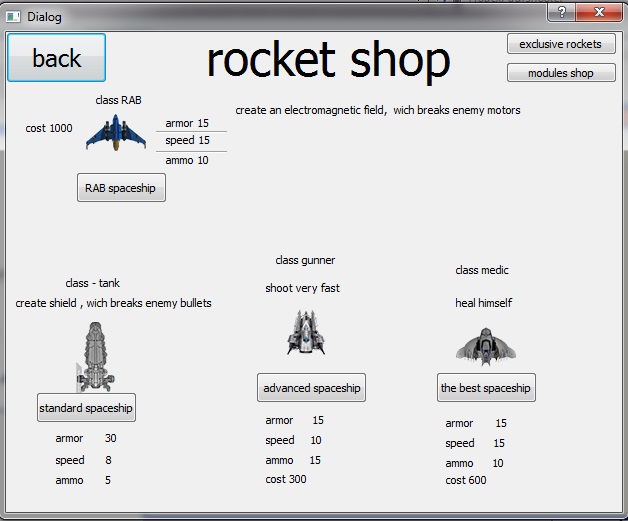 Dialog
back
rocket shop
exclusive rockets
modules shop
class RAB
create an electromagnetic field, wich breaks enemy motors
cost 1000
armor 15
speed 15
ammo 10
RAB spaceship
class - tank
create shield , wich breaks enemy bullets
standard spaceship
armor 30
speed 8
ammo 5
class gunner
shoot very fast
advanced spaceship
armor 15
speed 10
ammo 15
cost 300
class medic
heal himself
the best spaceship
armor 15
speed 15
ammo 10
cost 600